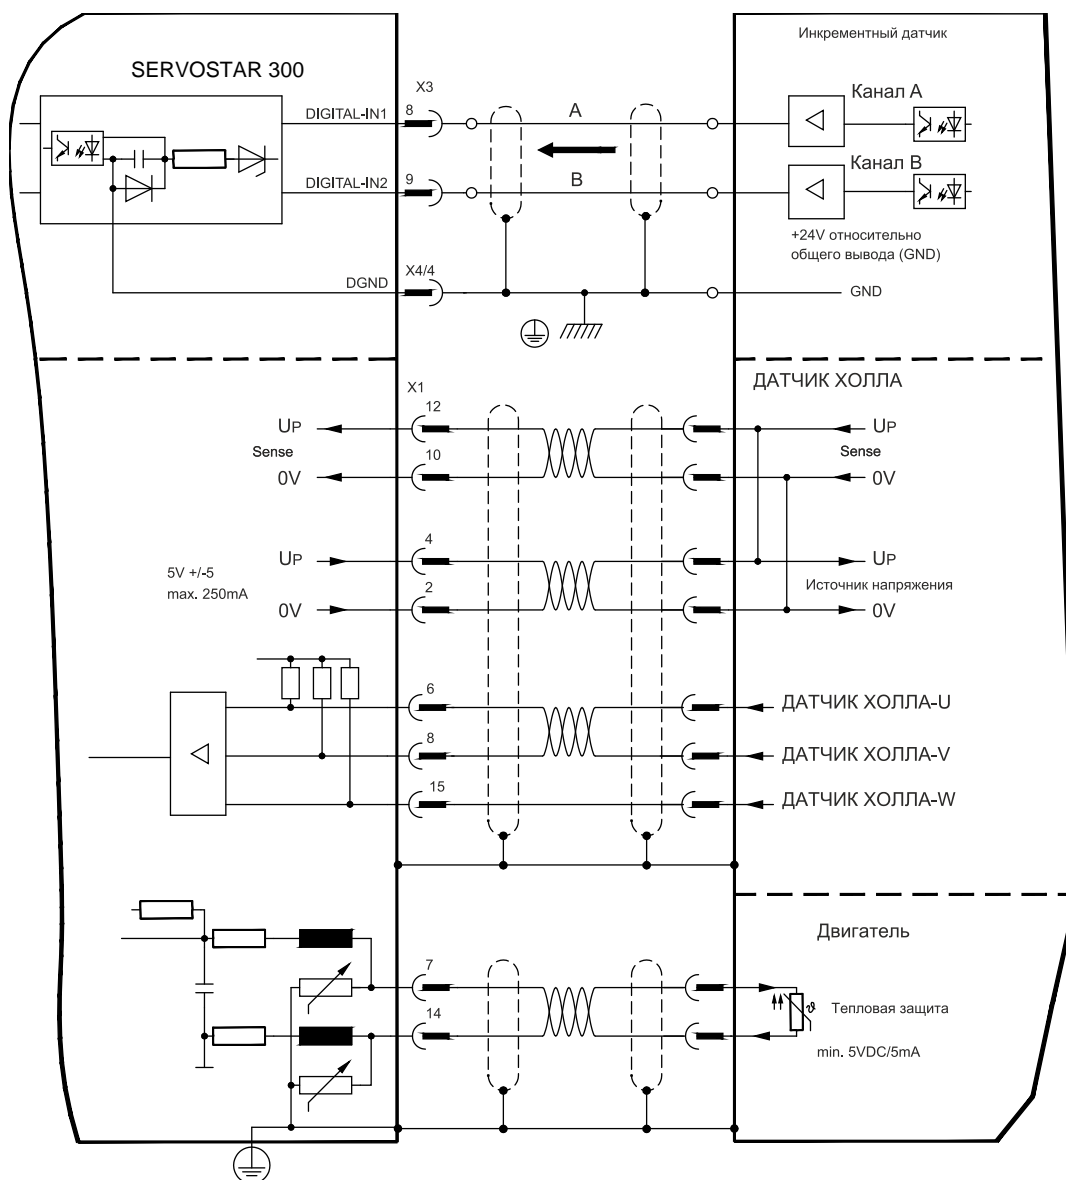 Инкрементный датчик
SERVOSTAR 300
X3
DIGITAL-IN1
8
A
Канал A
B
Канал B
DIGITAL-IN2
9
+24V относительно
общего вывода (GND)
X4/4
DGND
GND
ДАТЧИК ХОЛЛА
X1
12
UP
UP
Sense
Sense
10
0V
0V
4
UP
UP
5V +/-5
max. 250mA
Источник напряжения
2
0V
0V
6
ДАТЧИК ХОЛЛА-U
8
ДАТЧИК ХОЛЛА-V
15
ДАТЧИК ХОЛЛА-W
Двигатель
7
ϑ
Тепловая защита
14
min. 5VDC/5mA